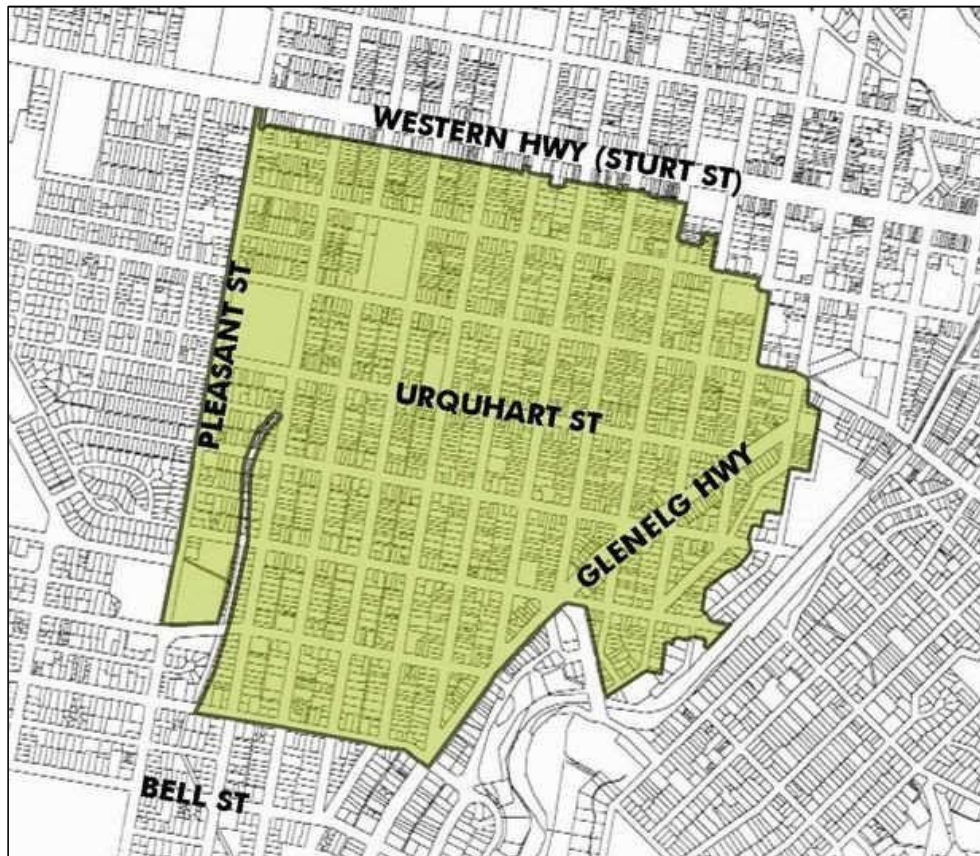 WESTERN HWY (STURT ST)
PLEASANT ST
URQUHART ST
GLENELG HWY
BELL ST